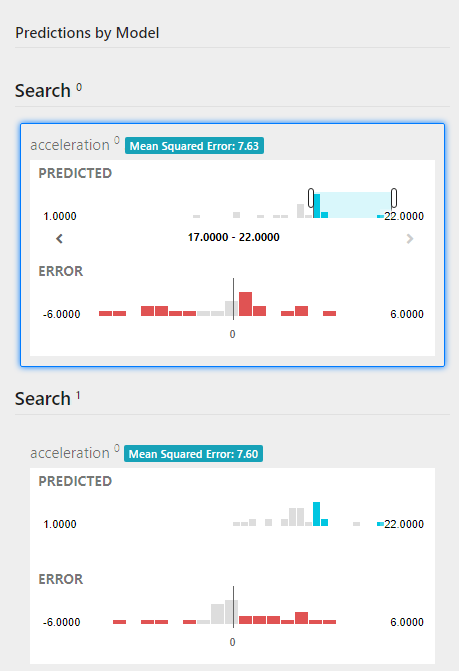 Predictions by Model
Search 0
acceleration 0 Mean Squared Error: 7.63
PREDICTED
1.0000 22.0000
17.0000 - 22.0000
ERROR
-6.0000 6.0000
0
Search 1
acceleration 0 Mean Squared Error: 7.60
PREDICTED
1.0000 22.0000
ERROR
-6.0000 6.0000
0